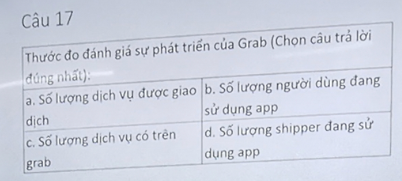 Câu 17
Thước đo đánh giá sự phát triển của Grab (Chọn câu trả lời
đúng nhất):
a. Số lượng dịch vụ được giao
dịch
b. Số lượng người dùng đang
sử dụng app
c. Số lượng dịch vụ có trên
grab
d. Số lượng shipper đang sử
dụng app